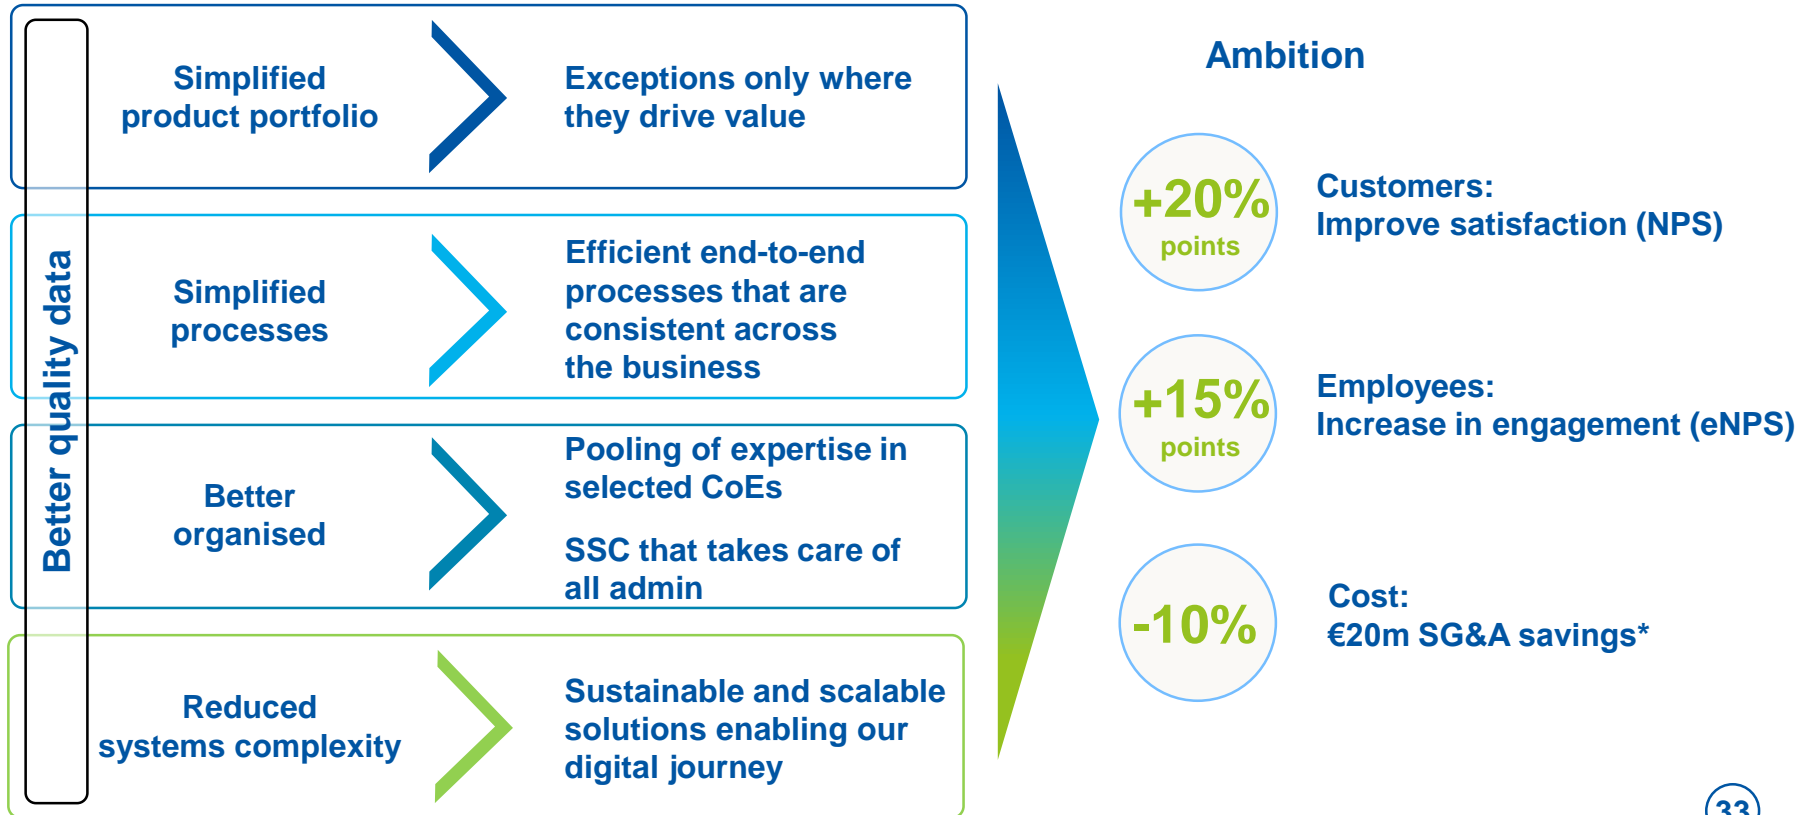 Better quality data
Simplified
product portfolio
Exceptions only where
they drive value
Simplified
processes
Efficient end-to-end
processes that are
consistent across
the business
Better
organised
Pooling of expertise in
selected CoEs
SSC that takes care of
all admin
Reduced
systems complexity
Sustainable and scalable
solutions enabling our
digital journey
Ambition
+20%
points
Customers:
Improve satisfaction (NPS)
+15%
points
Employees:
Increase in engagement (eNPS)
-10%
Cost:
€20m SG&A savings*
33